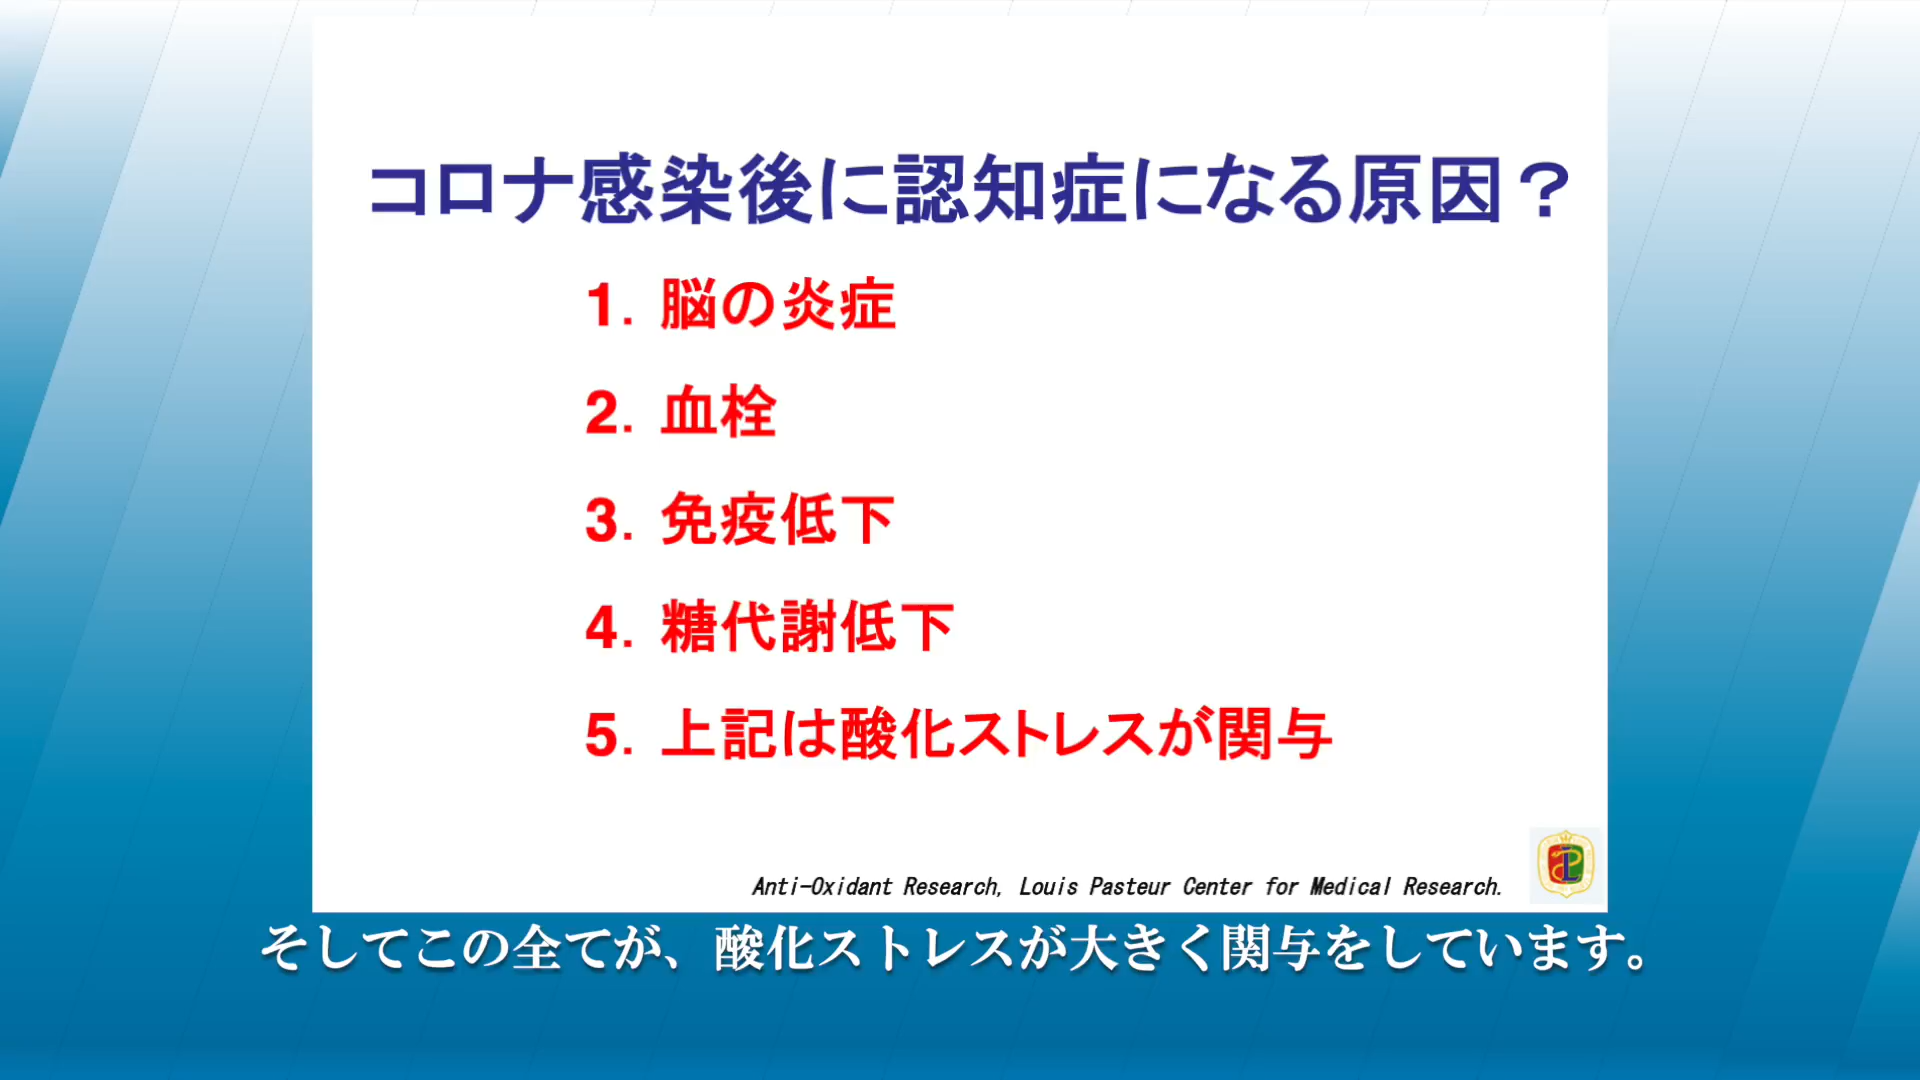 コロナ感染後に認知症になる原因？
1．脳の炎症
2．血栓
3．免疫低下
4．糖代謝低下
5．上記は酸化ストレスが関与
Anti-Oxidant Research, Louis Pasteur Center for Medical Research.
そしてこの全てが、酸化ストレスが大きく関与をしています。